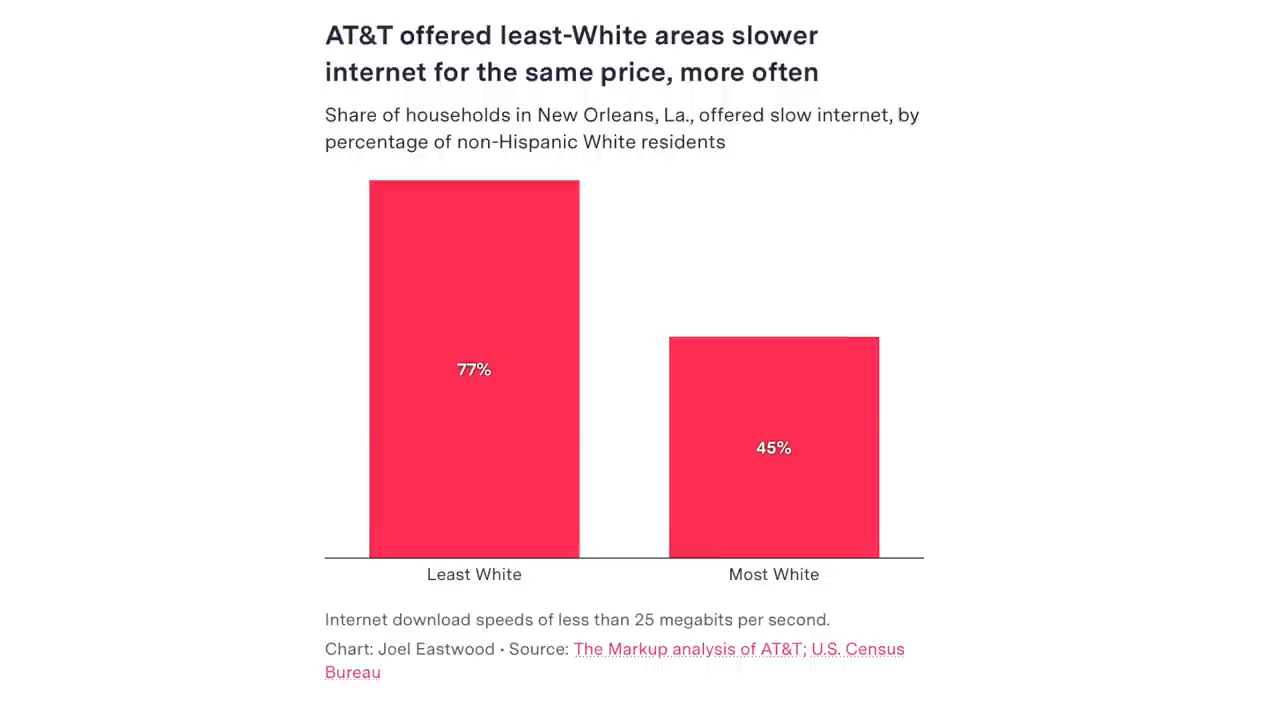 AT&T offered least-White areas slower
internet for the same price, more often
Share of households in New Orleans, La., offered slow internet, by
percentage of non-Hispanic White residents
77%
45%
Least White
Most White
Internet download speeds of less than 25 megabits per second.
Chart: Joel Eastwood • Source: The Markup analysis of AT&T; U.S. Census
Bureau